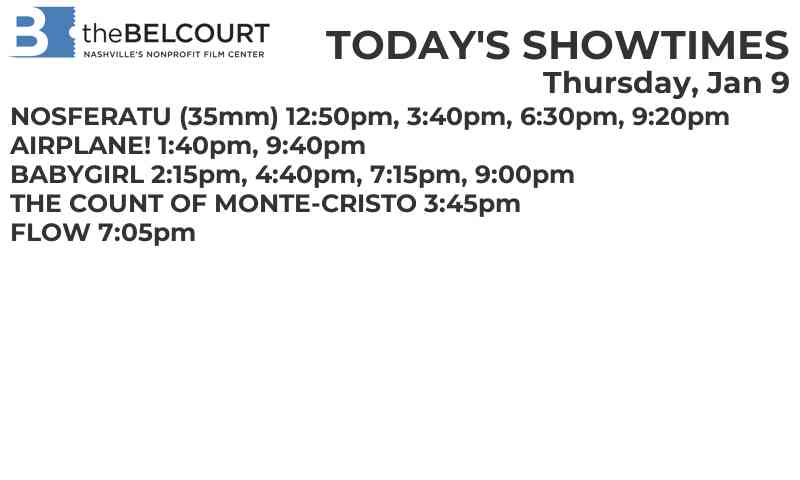 B theBELCOURT
NASHVILLE'S NONPROFIT FILM CENTER
TODAY'S SHOWTIMES
Thursday, Jan 9
NOSFERATU (35mm) 12:50pm, 3:40pm, 6:30pm, 9:20pm
AIRPLANE! 1:40pm, 9:40pm
BABYGIRL 2:15pm, 4:40pm, 7:15pm, 9:00pm
THE COUNT OF MONTE-CRISTO 3:45pm
FLOW 7:05pm